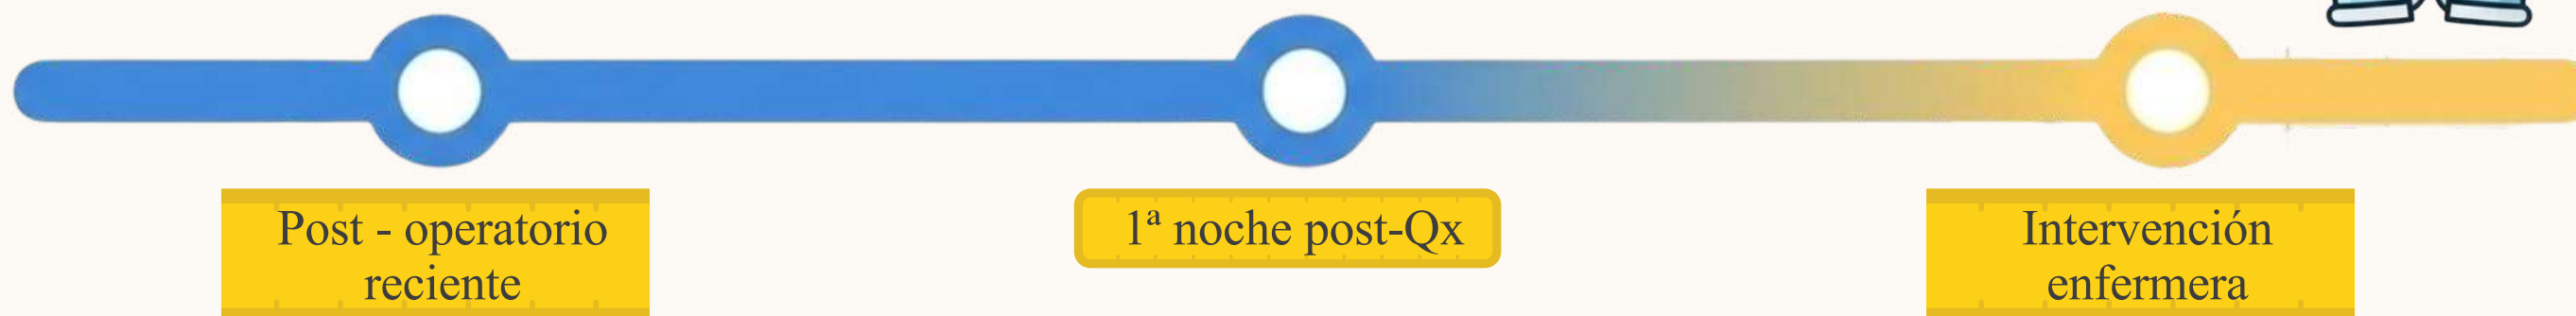 Post - operatorio
reciente
1ª noche post-Qx
Intervención
enfermera